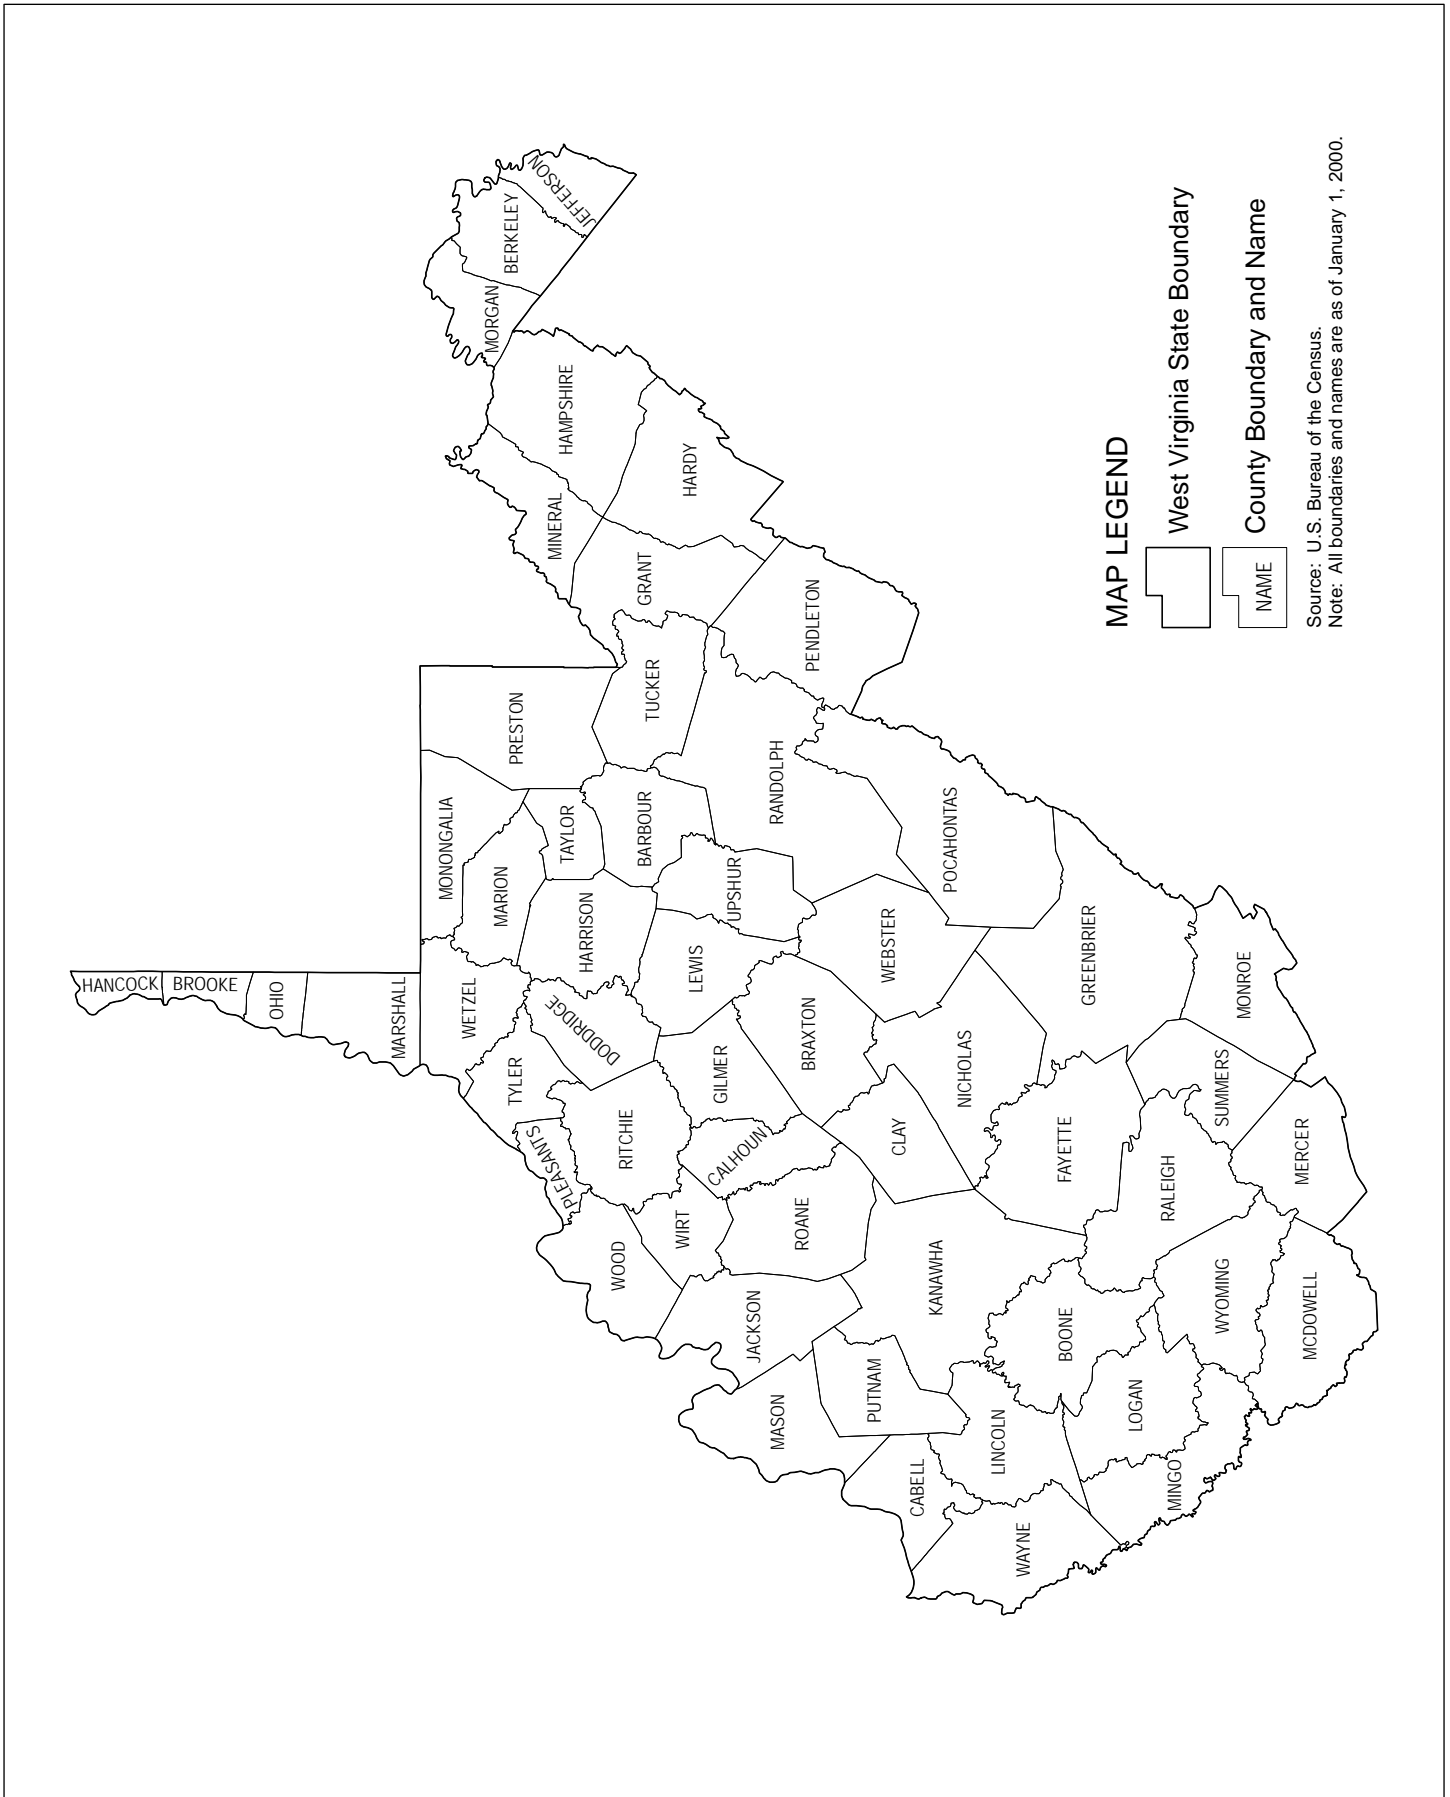 HANCOCK
BROOKE
OHIO
MARSHALL
WETZEL
MONONGALIA
MARION
PRESTON
TYLER
PLEASANTS
DODDRIDGE
HARRISON
TAYLOR
MORGAN
BERKELEY
JEFFERSON
HAMPSHIRE
MINERAL
HARDY
GRANT
TUCKER
BARBOUR
RITCHIE
WOOD
WIRT
CALHOUN
GILMER
LEWIS
UPSHUR
RANDOLPH
PENDLETON
JACKSON
ROANE
BRAXTON
WEBSTER
POCAHONTAS
MASON
PUTNAM
KANAWHA
CLAY
NICHOLAS
GREENBRIER
CABELL
WAYNE
LINCOLN
BOONE
FAYETTE
LOGAN
MINGO
RALEIGH
SUMMERS
MONROE
WYOMING
MCDOWELL
MERCER
MAP LEGEND
West Virginia State Boundary
NAME
County Boundary and Name
Source: U.S. Bureau of the Census.
Note: All boundaries and names are as of January 1, 2000.